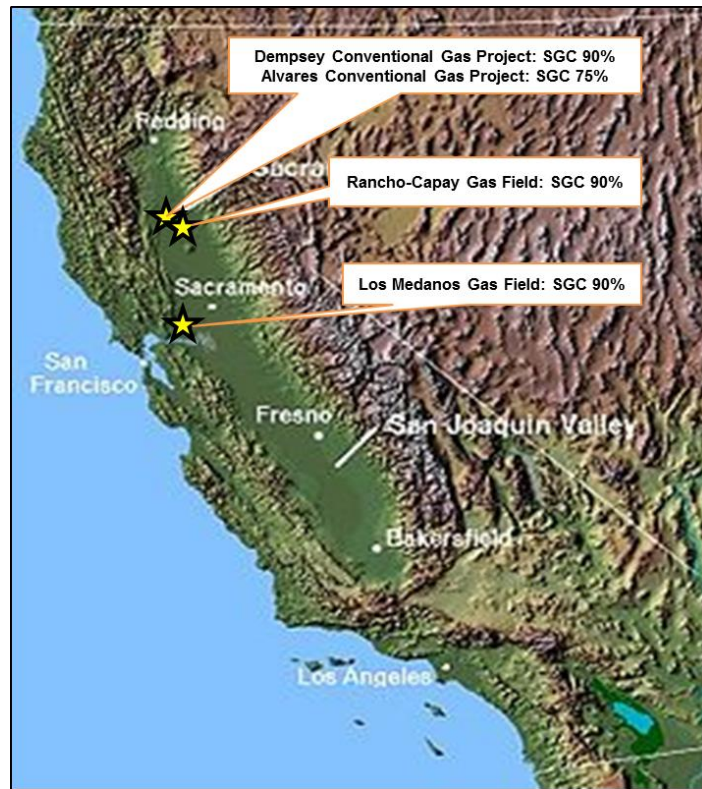 Dempsey Conventional Gas Project: SGC 90%
Alvares Conventional Gas Project: SGC 75%
Redding
Rancho-Capay Gas Field: SGC 90%
Los Medanos Gas Field: SGC 90%
Sacramento
San
Francisco
Fresno
San Joaquin Valley
Bakersfield
Los Angeles